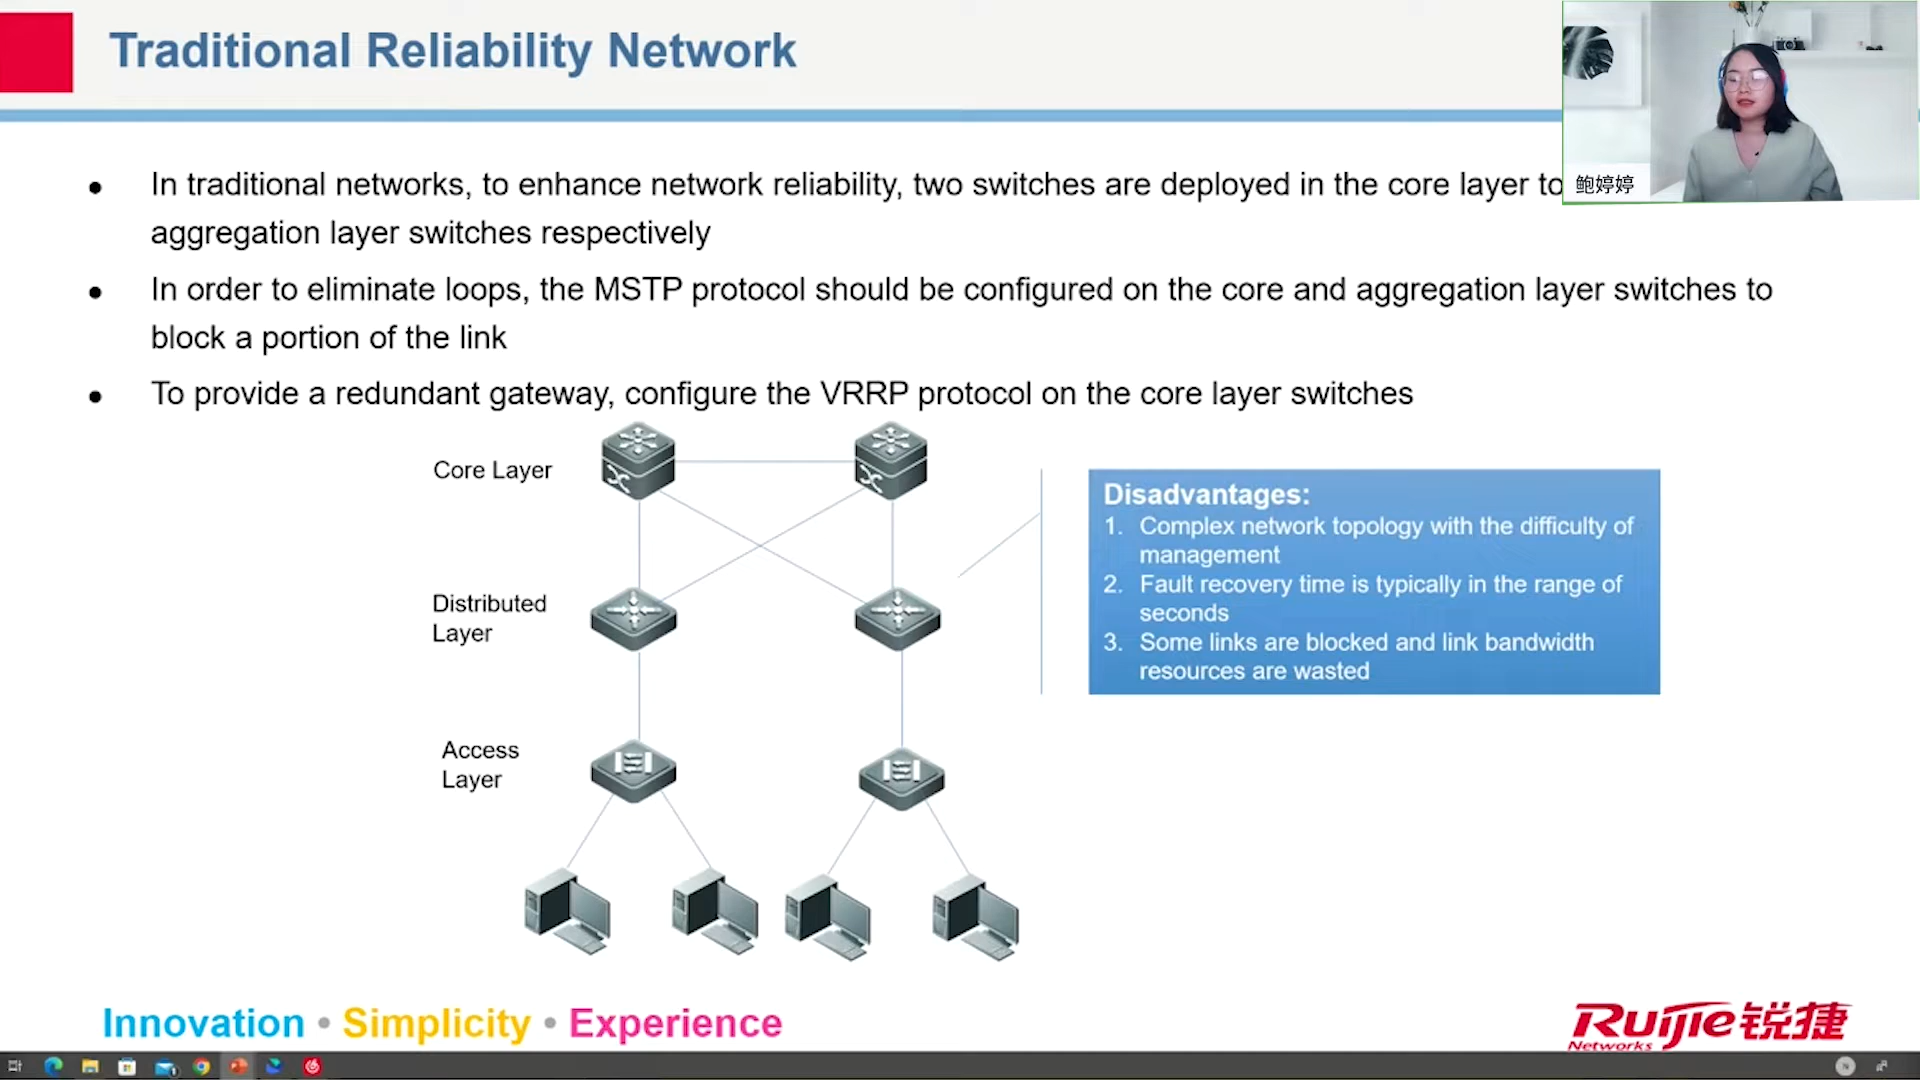 Traditional Reliability Network
鲍婷婷
• In traditional networks, to enhance network reliability, two switches are deployed in the core layer to
aggregation layer switches respectively
• In order to eliminate loops, the MSTP protocol should be configured on the core and aggregation layer switches to
block a portion of the link
• To provide a redundant gateway, configure the VRRP protocol on the core layer switches
Core Layer
Disadvantages:
1. Complex network topology with the difficulty of
management
2. Fault recovery time is typically in the range of
seconds
3. Some links are blocked and link bandwidth
resources are wasted
Distributed
Layer
Access
Layer
Innovation • Simplicity • Experience
Ruijie锐捷
Networks